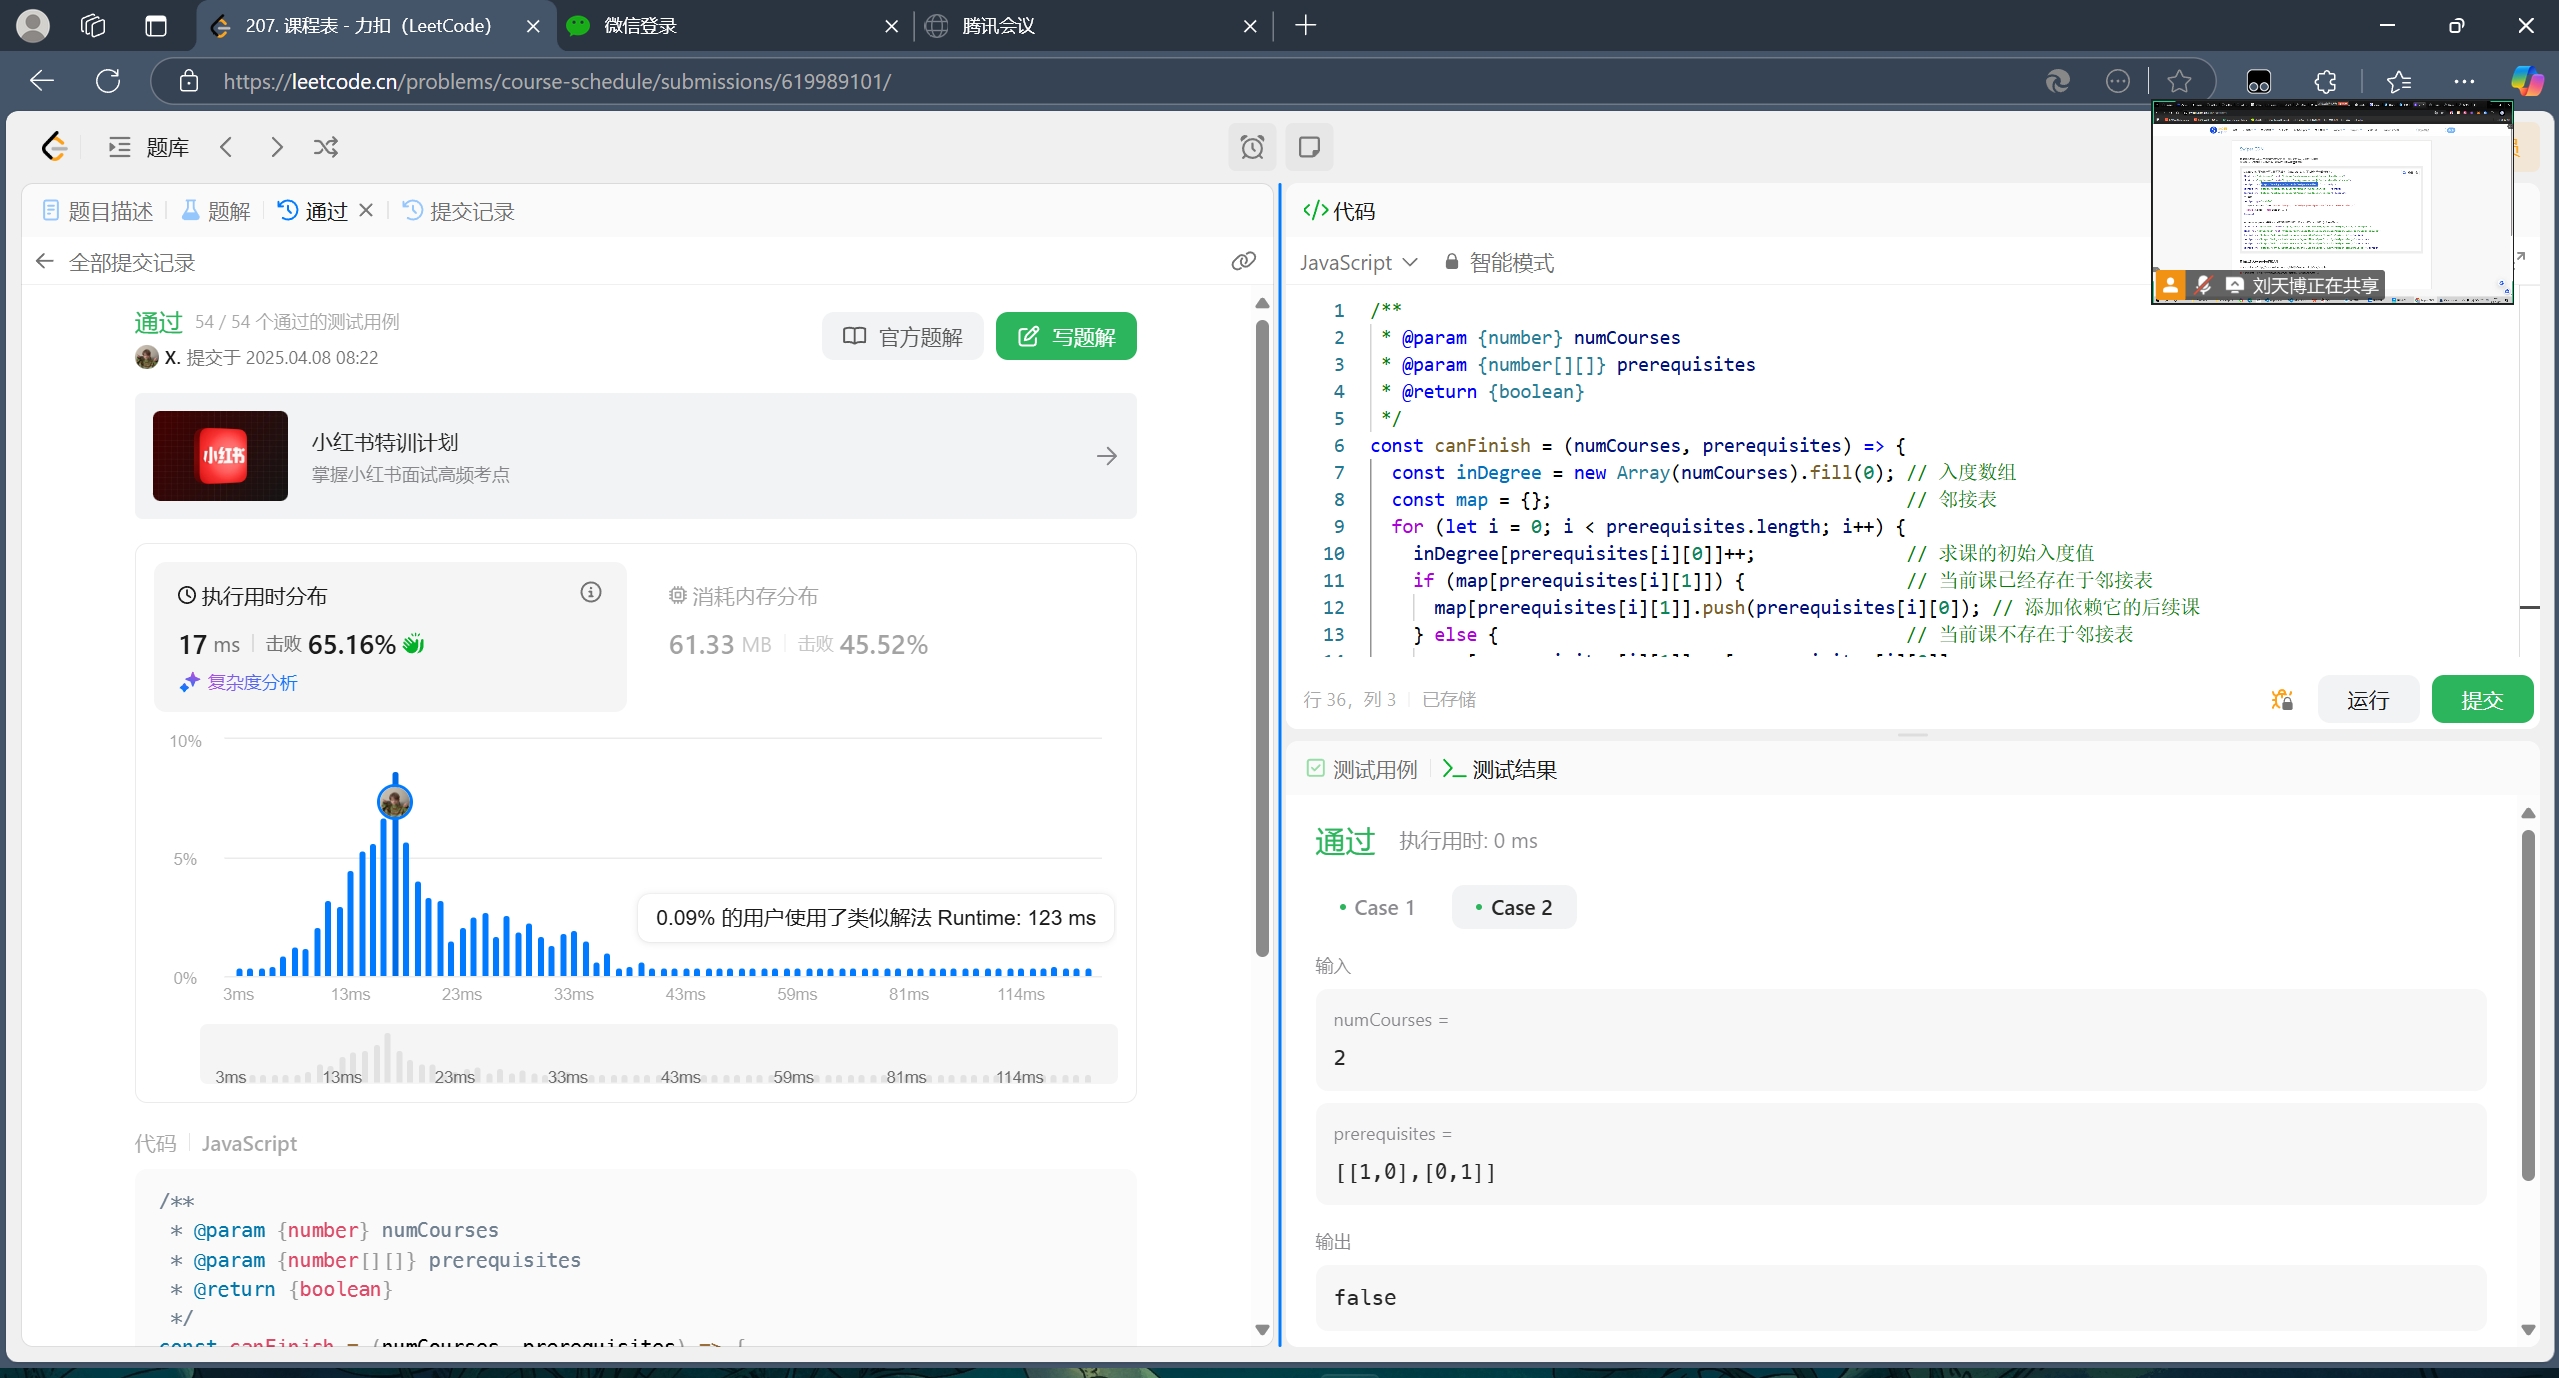 207. 课程表 - 力扣（LeetCode）
微信登录
腾讯会议
https://leetcode.cn/problems/course-schedule/submissions/619989101/
题库
题目描述
题解
通过
提交记录
全部提交记录
通过 54 / 54 个通过的测试用例
X. 提交于 2025.04.08 08:22
官方题解
写题解
小红书
小红书特训计划
掌握小红书面试高频考点
执行用时分布
17 ms 击败 65.16%
复杂度分析
消耗内存分布
61.33 MB 击败 45.52%
10%
5%
0%
0.09% 的用户使用了类似解法 Runtime: 123 ms
3ms 13ms 23ms 33ms 43ms 59ms 81ms 114ms
3ms 13ms 23ms 33ms 43ms 59ms 81ms 114ms
代码 JavaScript
/**
 * @param {number} numCourses
 * @param {number[][]} prerequisites
 * @return {boolean}
 */
const canFinish = (numCourses, prerequisites) => {
代码
JavaScript 智能模式
刘天博正在共享
1 /**
2 * @param {number} numCourses
3 * @param {number[][]} prerequisites
4 * @return {boolean}
5 */
6 const canFinish = (numCourses, prerequisites) => {
7 const inDegree = new Array(numCourses).fill(0); // 入度数组
8 const map = {}; // 邻接表
9 for (let i = 0; i < prerequisites.length; i++) {
10 inDegree[prerequisites[i][0]]++; // 求课的初始入度值
11 if (map[prerequisites[i][1]]) { // 当前课已经存在于邻接表
12 map[prerequisites[i][1]].push(prerequisites[i][0]); // 添加依赖它的后续课
13 } else { // 当前课不存在于邻接表
行 36，列 3 已存储
运行
提交
测试用例
测试结果
通过 执行用时: 0 ms
Case 1
Case 2
输入
numCourses =
2
prerequisites =
[[1,0],[0,1]]
输出
false